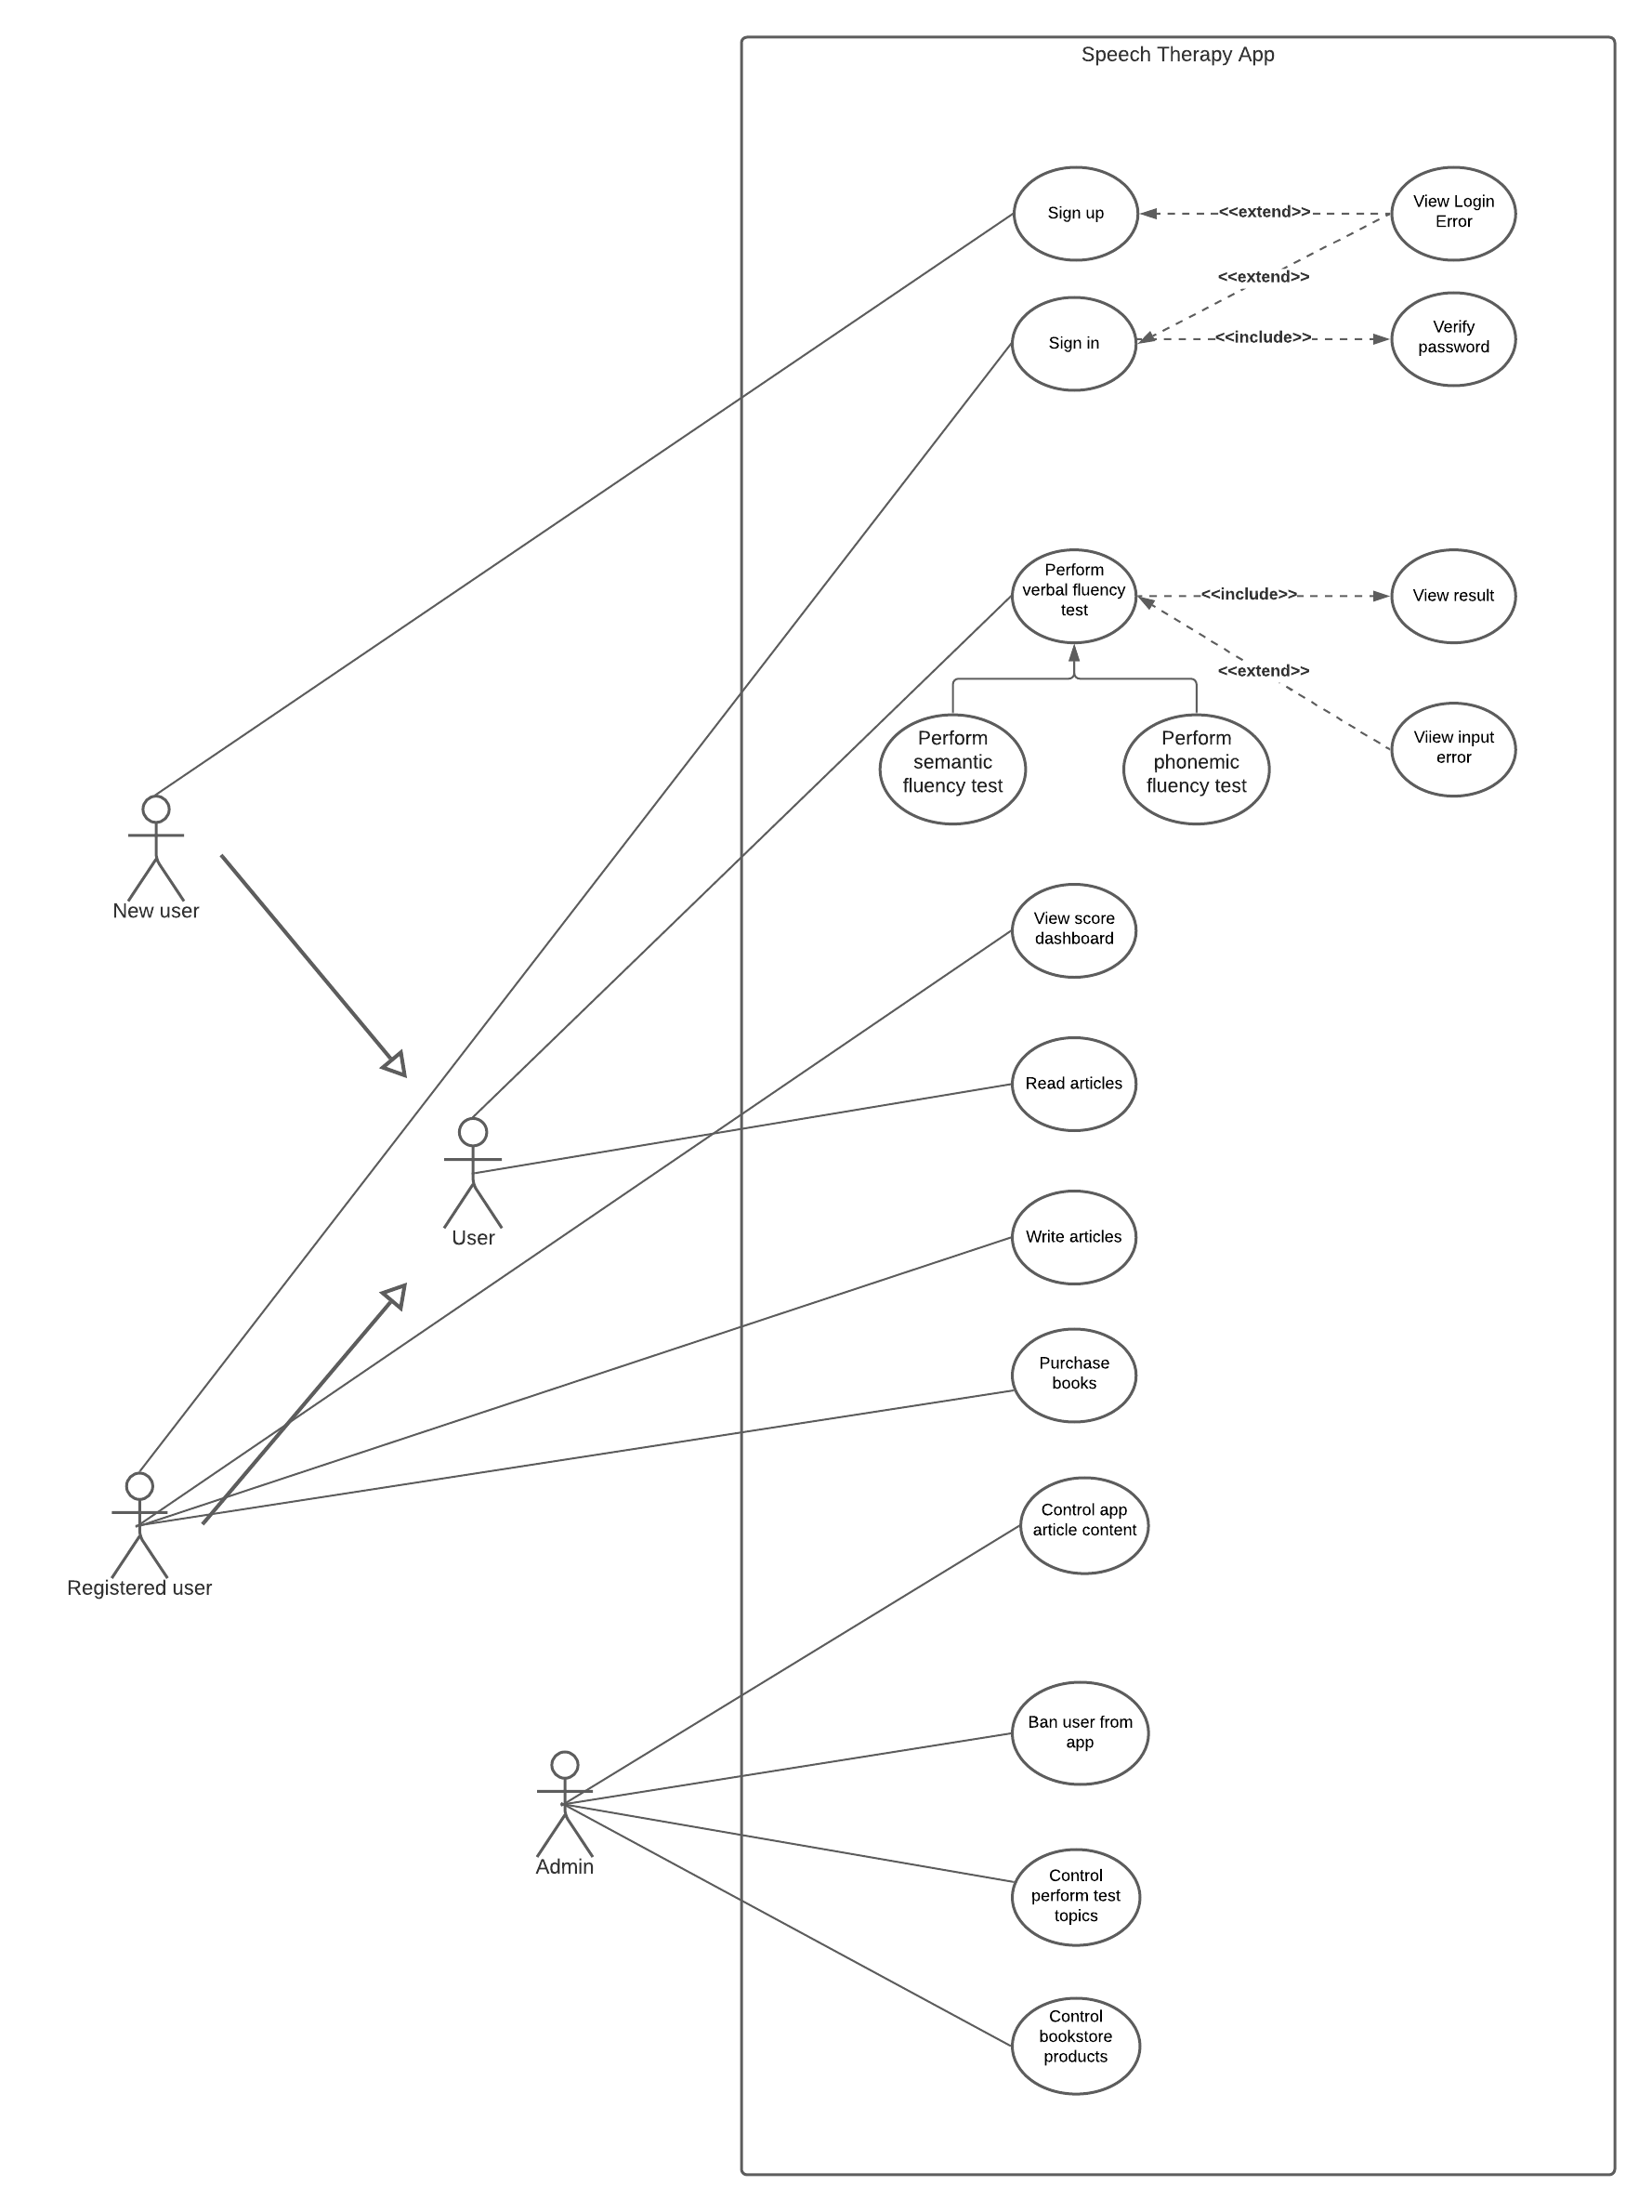 Speech Therapy App
Sign up
<<extend>>
View Login
Error
<<extend>>
Sign in
<<include>>
Verify
password
Perform
verbal fluency
test
<<include>>
View result
<<extend>>
Perform
semantic
fluency test
Perform
phonemic
fluency test
Viiew input
error
New user
View score
dashboard
Read articles
User
Write articles
Purchase
books
Registered user
Control app
article content
Ban user from
app
Admin
Control
perform test
topics
Control
bookstore
products